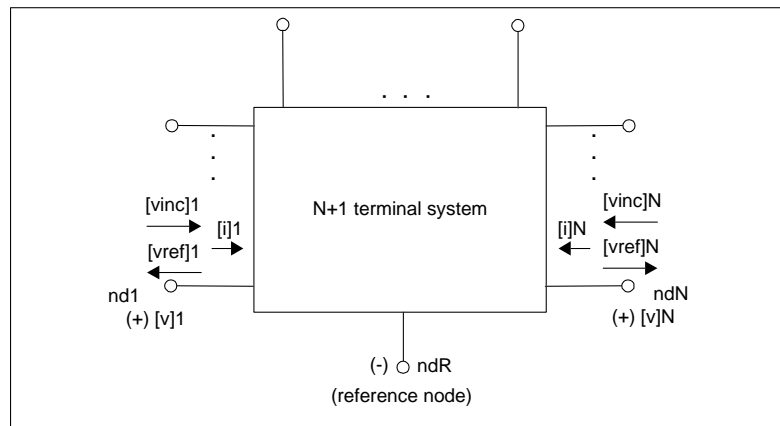 . . .
.
.
.
.
.
.
N+1 terminal system
[vinc]1
[vinc]N
[i]1
[i]N
[vref]1
[vref]N
nd1
ndN
(+) [v]1
(+) [v]N
(-) ndR
(reference node)